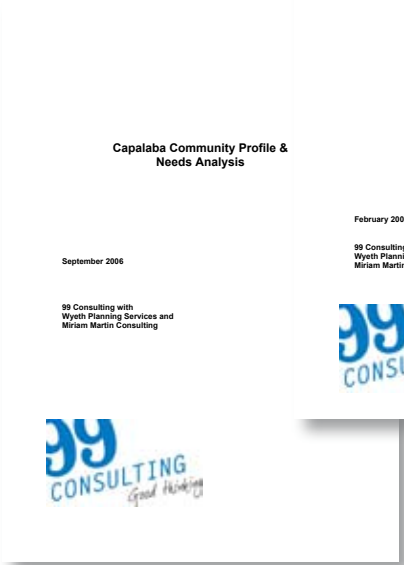 Capalaba Community Profile &
Needs Analysis
September 2006
99 Consulting with
Wyeth Planning Services and
Miriam Martin Consulting
99
CONSULTING
Good thinking
February 200
99 Consulting
Wyeth Planni
Miriam Martin
99
CONSU